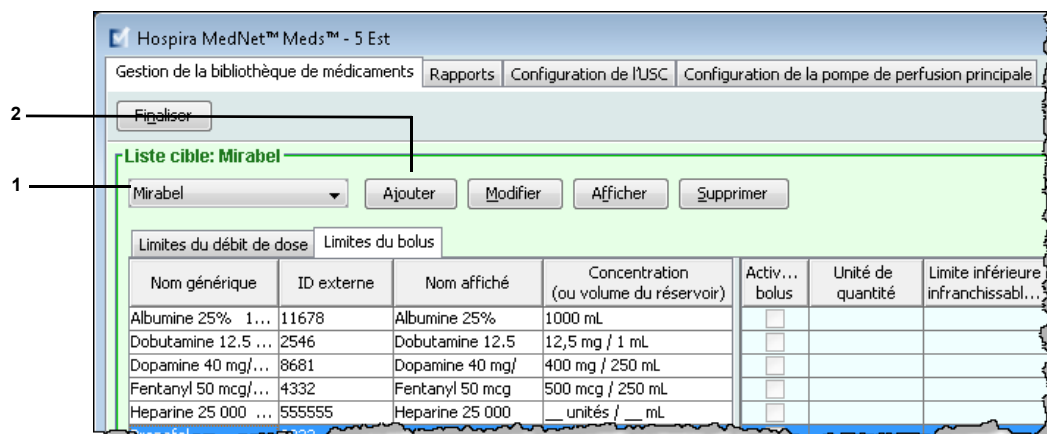 Hospira MedNet™ Meds™ - 5 Est
Gestion de la bibliothèque de médicaments Rapports Configuration de l'USC Configuration de la pompe de perfusion principale
2
Finaliser
Liste cible: Mirabel
1
Mirabel Ajouter Modifier Afficher Supprimer
Limites du débit de dose Limites du bolus
Nom générique ID externe Nom affiché Concentration (ou volume du réservoir) Activ... bolus Unité de quantité Limite inférieure infranchissabl...
Albumine 25% 1... 11678 Albumine 25% 1000 mL
Dobutamine 12.5 ... 2546 Dobutamine 12.5 12,5 mg / 1 mL
Dopamine 40 mg/... 8681 Dopamine 40 mg/ 400 mg / 250 mL
Fentanyl 50 mcg/... 4332 Fentanyl 50 mcg 500 mcg / 250 mL
Heparine 25 000 ... 555555 Heparine 25 000 __ unités / __ mL